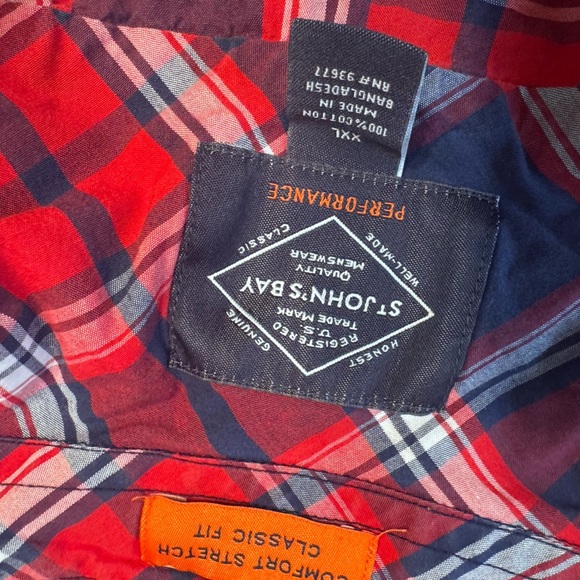 XXL
100% COTTON
MADE IN
BANGLADESH
RN# 93677
PERFORMANCE
WELL-MADE
CLASSIC
ST JOHN'S BAY
QUALITY
MENSWEAR
REGISTERED
U.S.
TRADE MARK
HONEST
GENUINE
COMFORT STRETCH
CLASSIC FIT